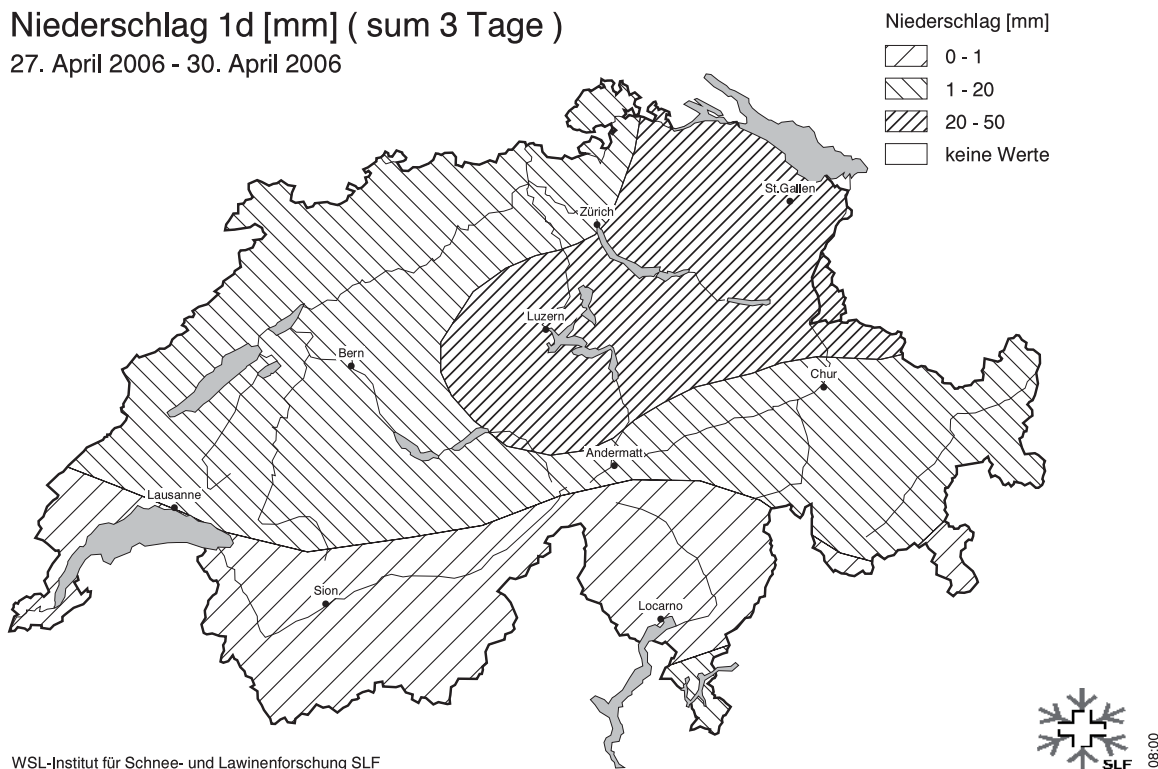 Niederschlag 1d [mm] ( sum 3 Tage )
27. April 2006 - 30. April 2006
Niederschlag [mm]
0 - 1
1 - 20
20 - 50
keine Werte
St.Gallen
Zürich
Luzern
Bern
Chur
Andermatt
Lausanne
Sion
Locarno
WSL-Institut für Schnee- und Lawinenforschung SLF
SLF
08:00